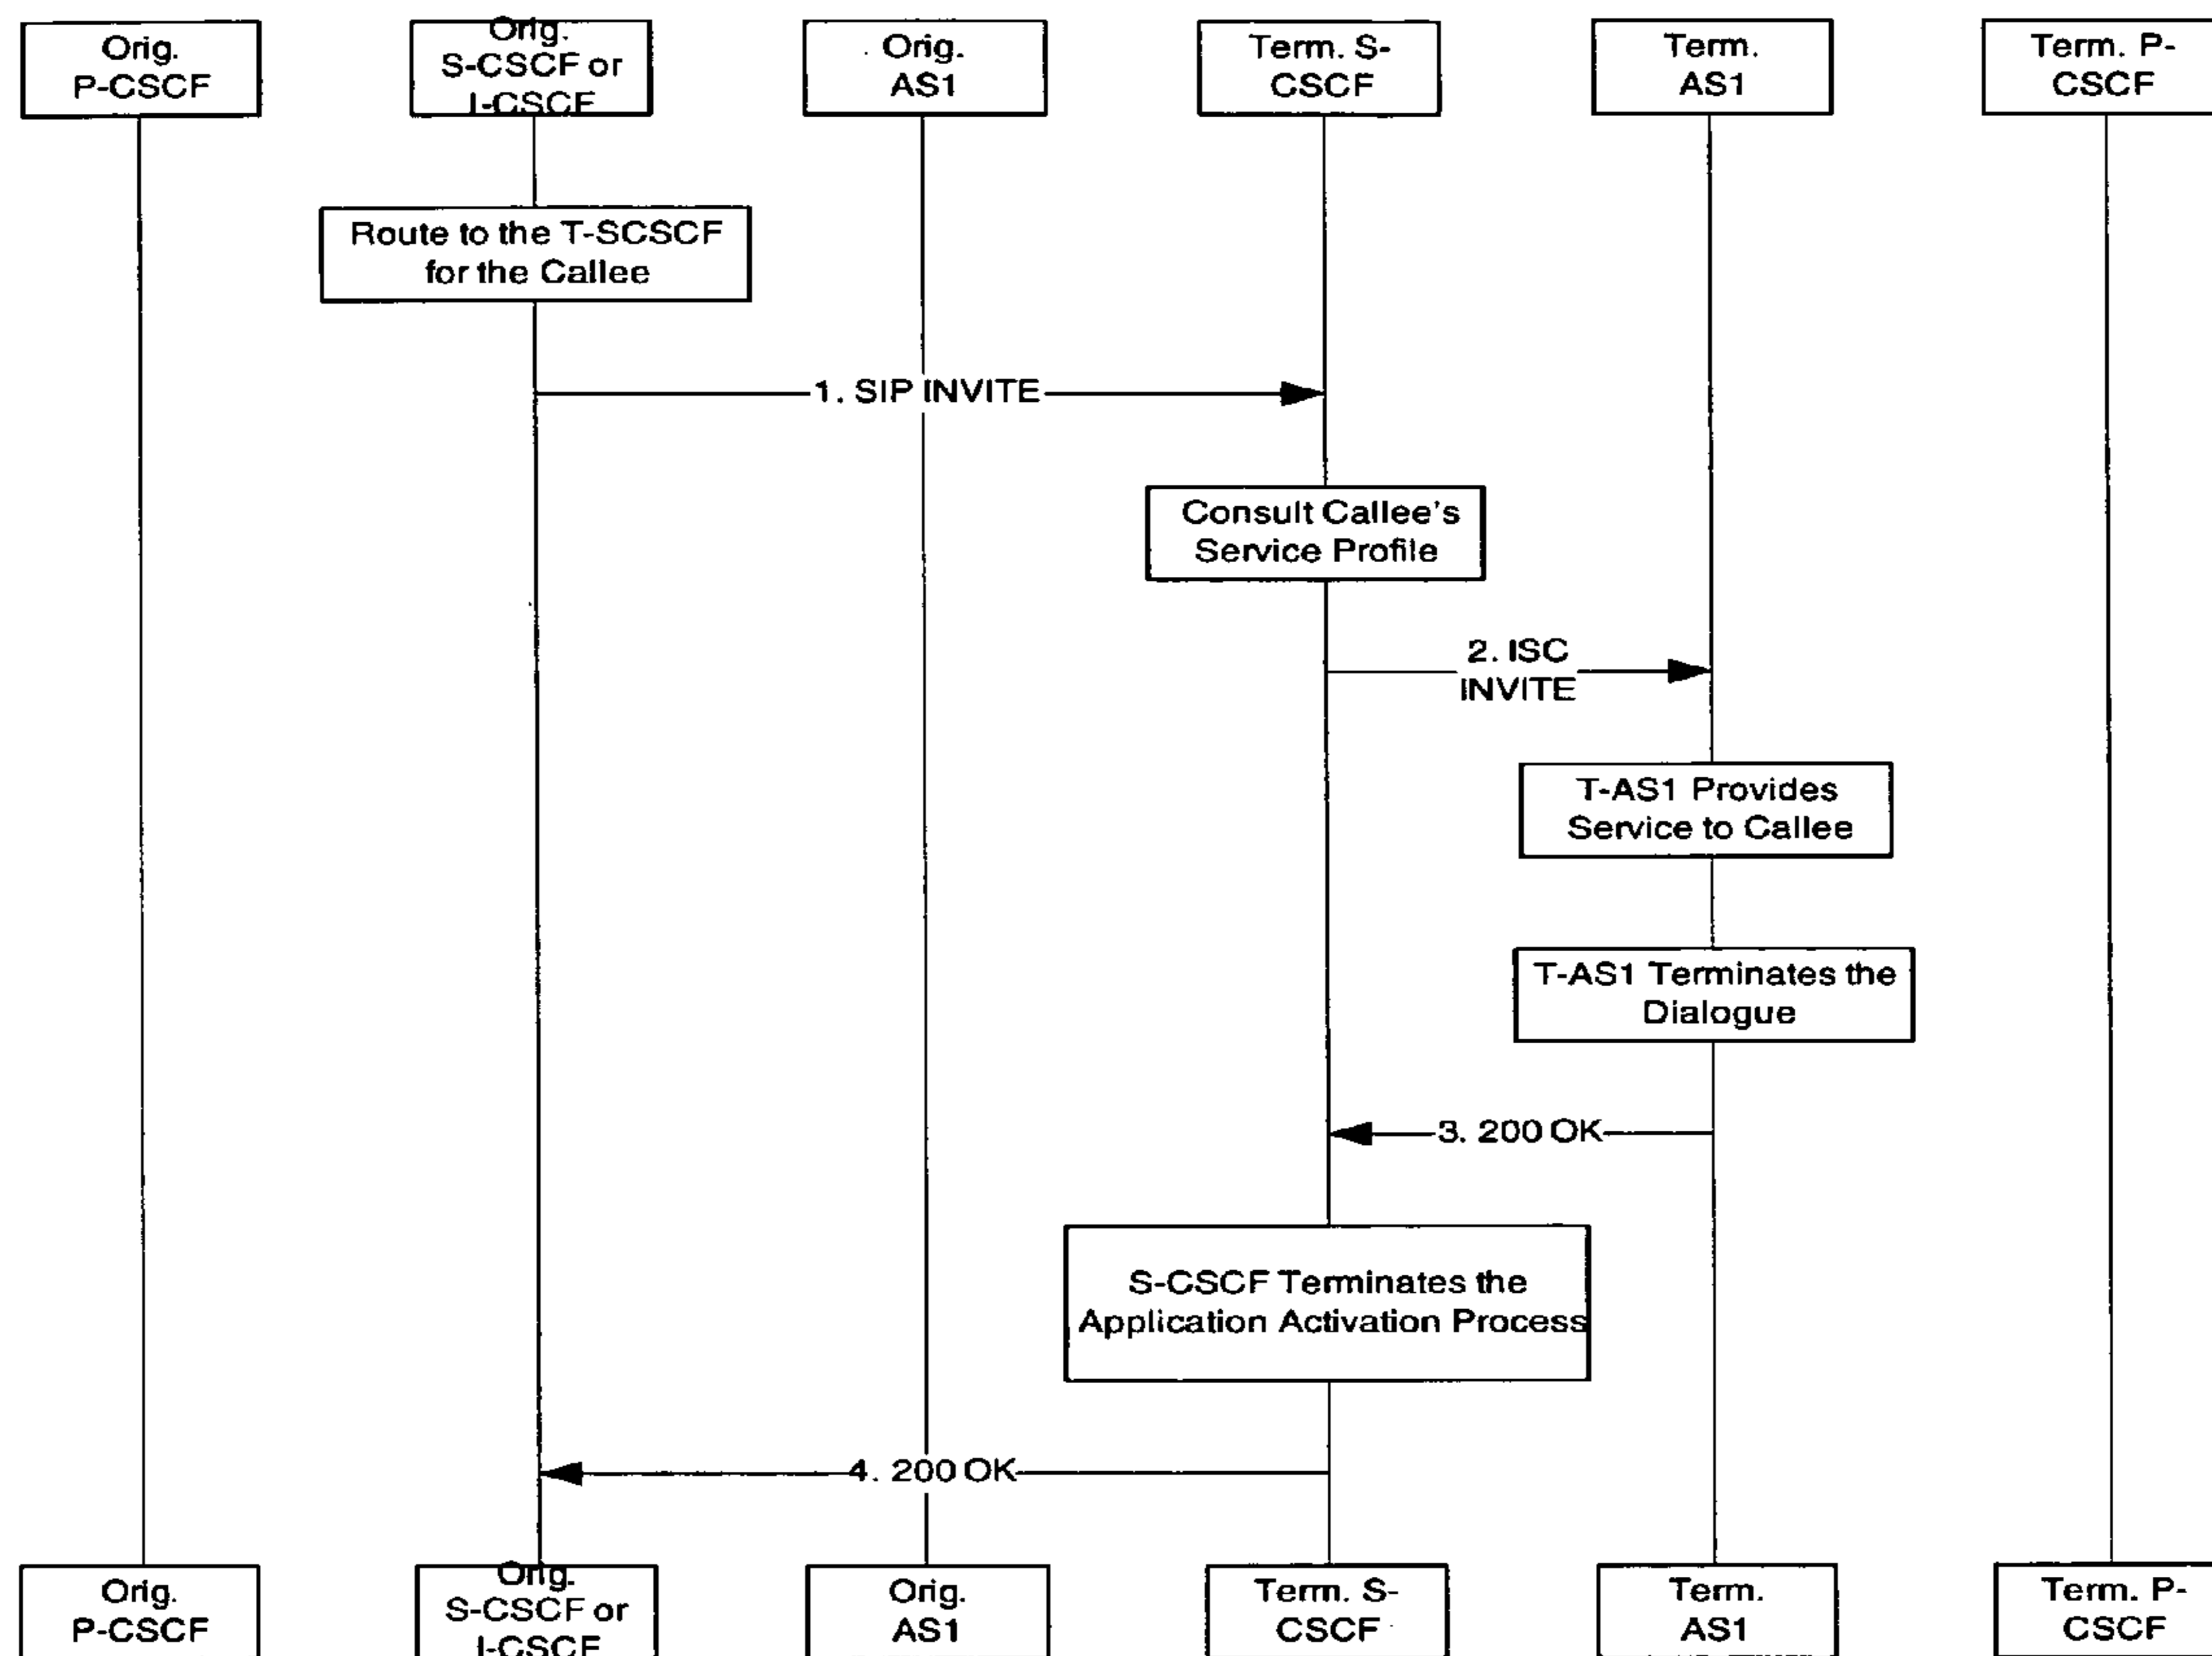 Orig.
P-CSCF
Orig.
S-CSCF or
I-CSCF
Orig.
AS1
Term. S-
CSCF
Term.
AS1
Term. P-
CSCF
Route to the T-SCSCF
for the Callee
1. SIP INVITE
Consult Callee's
Service Profile
2. ISC
INVITE
T-AS1 Provides
Service to Callee
T-AS1 Terminates the
Dialogue
3. 200 OK
S-CSCF Terminates the
Application Activation Process
4. 200 OK
Orig.
P-CSCF
Orig.
S-CSCF or
I-CSCF
Orig.
AS1
Term. S-
CSCF
Term.
AS1
Term. P-
CSCF